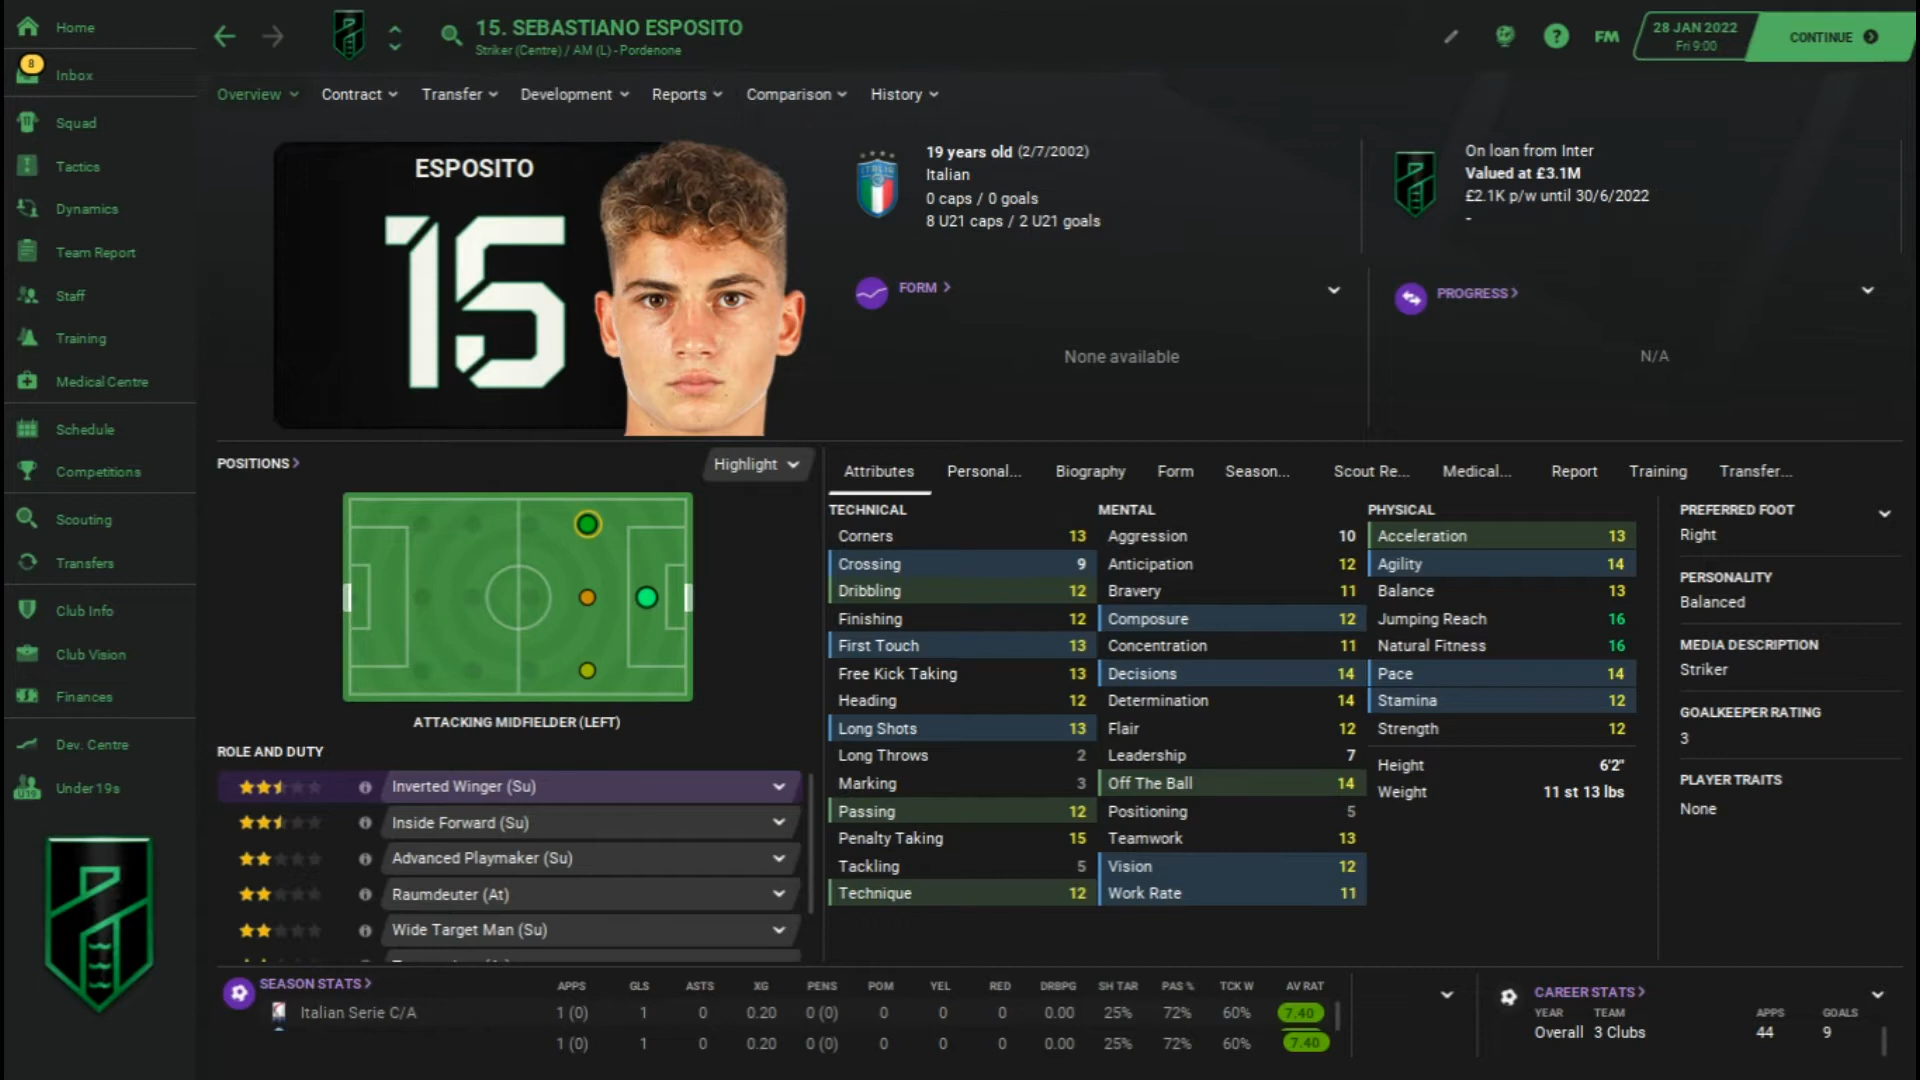 Home
8
Inbox
Squad
Tactics
Dynamics
Team Report
Staff
Training
Medical Centre
Schedule
Competitions
Scouting
Transfers
Club Info
Club Vision
Finances
Dev. Centre
Under 19s
15. SEBASTIANO ESPOSITO
Striker (Centre) / AM (L) - Pordenone
?
FM
28 JAN 2022
Fri 9:00
CONTINUE
Overview Contract Transfer Development Reports Comparison History
ESPOSITO
15
19 years old (2/7/2002)
Italian
0 caps / 0 goals
8 U21 caps / 2 U21 goals
On loan from Inter
Valued at £3.1M
£2.1K p/w until 30/6/2022
-
FORM
None available
PROGRESS
N/A
POSITIONS
Highlight
ATTACKING MIDFIELDER (LEFT)
ROLE AND DUTY
Inverted Winger (Su)
Inside Forward (Su)
Advanced Playmaker (Su)
Raumdeuter (At)
Wide Target Man (Su)
Attributes Personal... Biography Form Season... Scout Re... Medical... Report Training Transfer...
TECHNICAL
Corners 13
Crossing 9
Dribbling 12
Finishing 12
First Touch 13
Free Kick Taking 13
Heading 12
Long Shots 13
Long Throws 2
Marking 3
Passing 12
Penalty Taking 15
Tackling 5
Technique 12
MENTAL
Aggression 10
Anticipation 12
Bravery 11
Composure 12
Concentration 11
Decisions 14
Determination 14
Flair 12
Leadership 7
Off The Ball 14
Positioning 5
Teamwork 13
Vision 12
Work Rate 11
PHYSICAL
Acceleration 13
Agility 14
Balance 13
Jumping Reach 16
Natural Fitness 16
Pace 14
Stamina 12
Strength 12
Height 6'2"
Weight 11 st 13 lbs
PREFERRED FOOT
Right
PERSONALITY
Balanced
MEDIA DESCRIPTION
Striker
GOALKEEPER RATING
3
PLAYER TRAITS
None
SEASON STATS APPS GLS ASTS XG PENS POM YEL RED DRBPG SH TAR PAS % TCK W AV RAT
Italian Serie C/A 1 (0) 1 0 0.20 0 (0) 0 0 0 0.00 25% 72% 60% 7.40
1 (0) 1 0 0.20 0 (0) 0 0 0 0.00 25% 72% 60% 7.40
CAREER STATS
YEAR TEAM APPS GOALS
Overall 3 Clubs 44 9